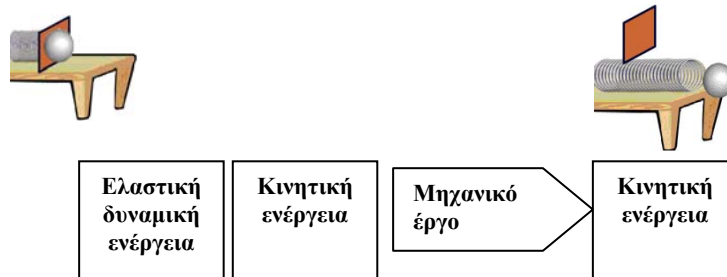 Ελαστική
δυναμική
ενέργεια
Κινητική
ενέργεια
Μηχανικό
έργο
Κινητική
ενέργεια